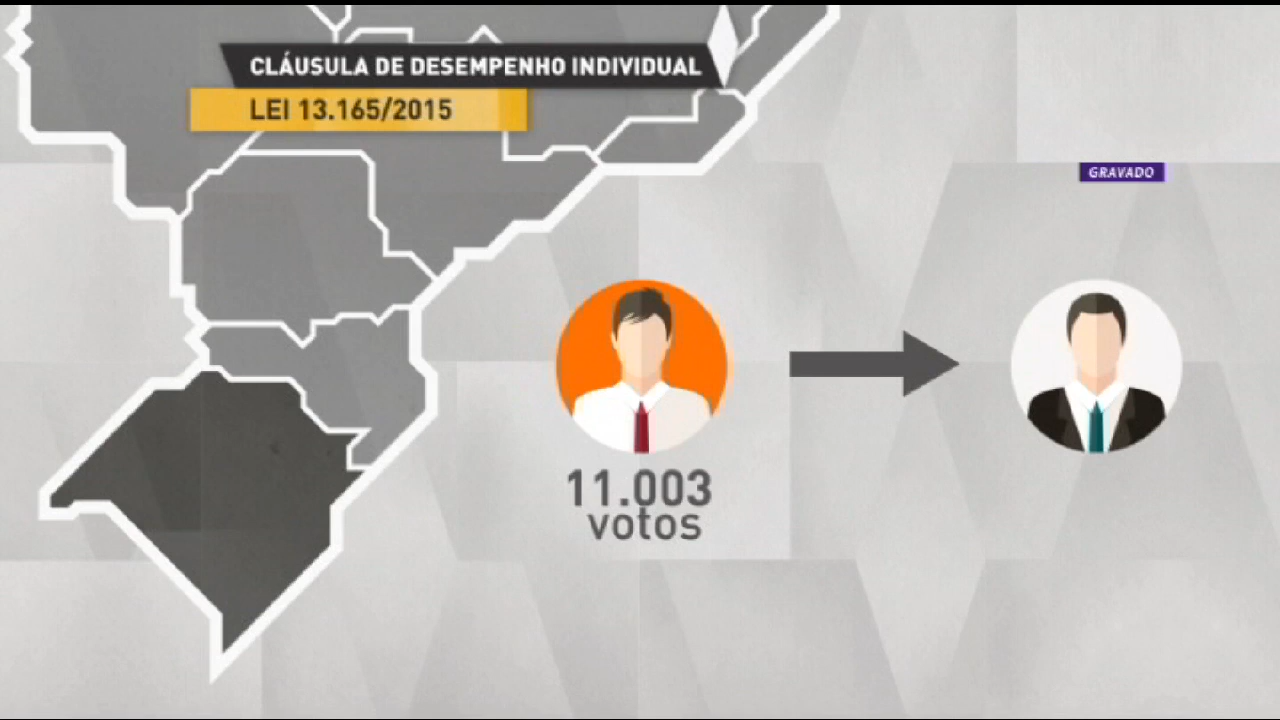 CLÁUSULA DE DESEMPENHO INDIVIDUAL
LEI 13.165/2015
GRAVADO
11.003
votos